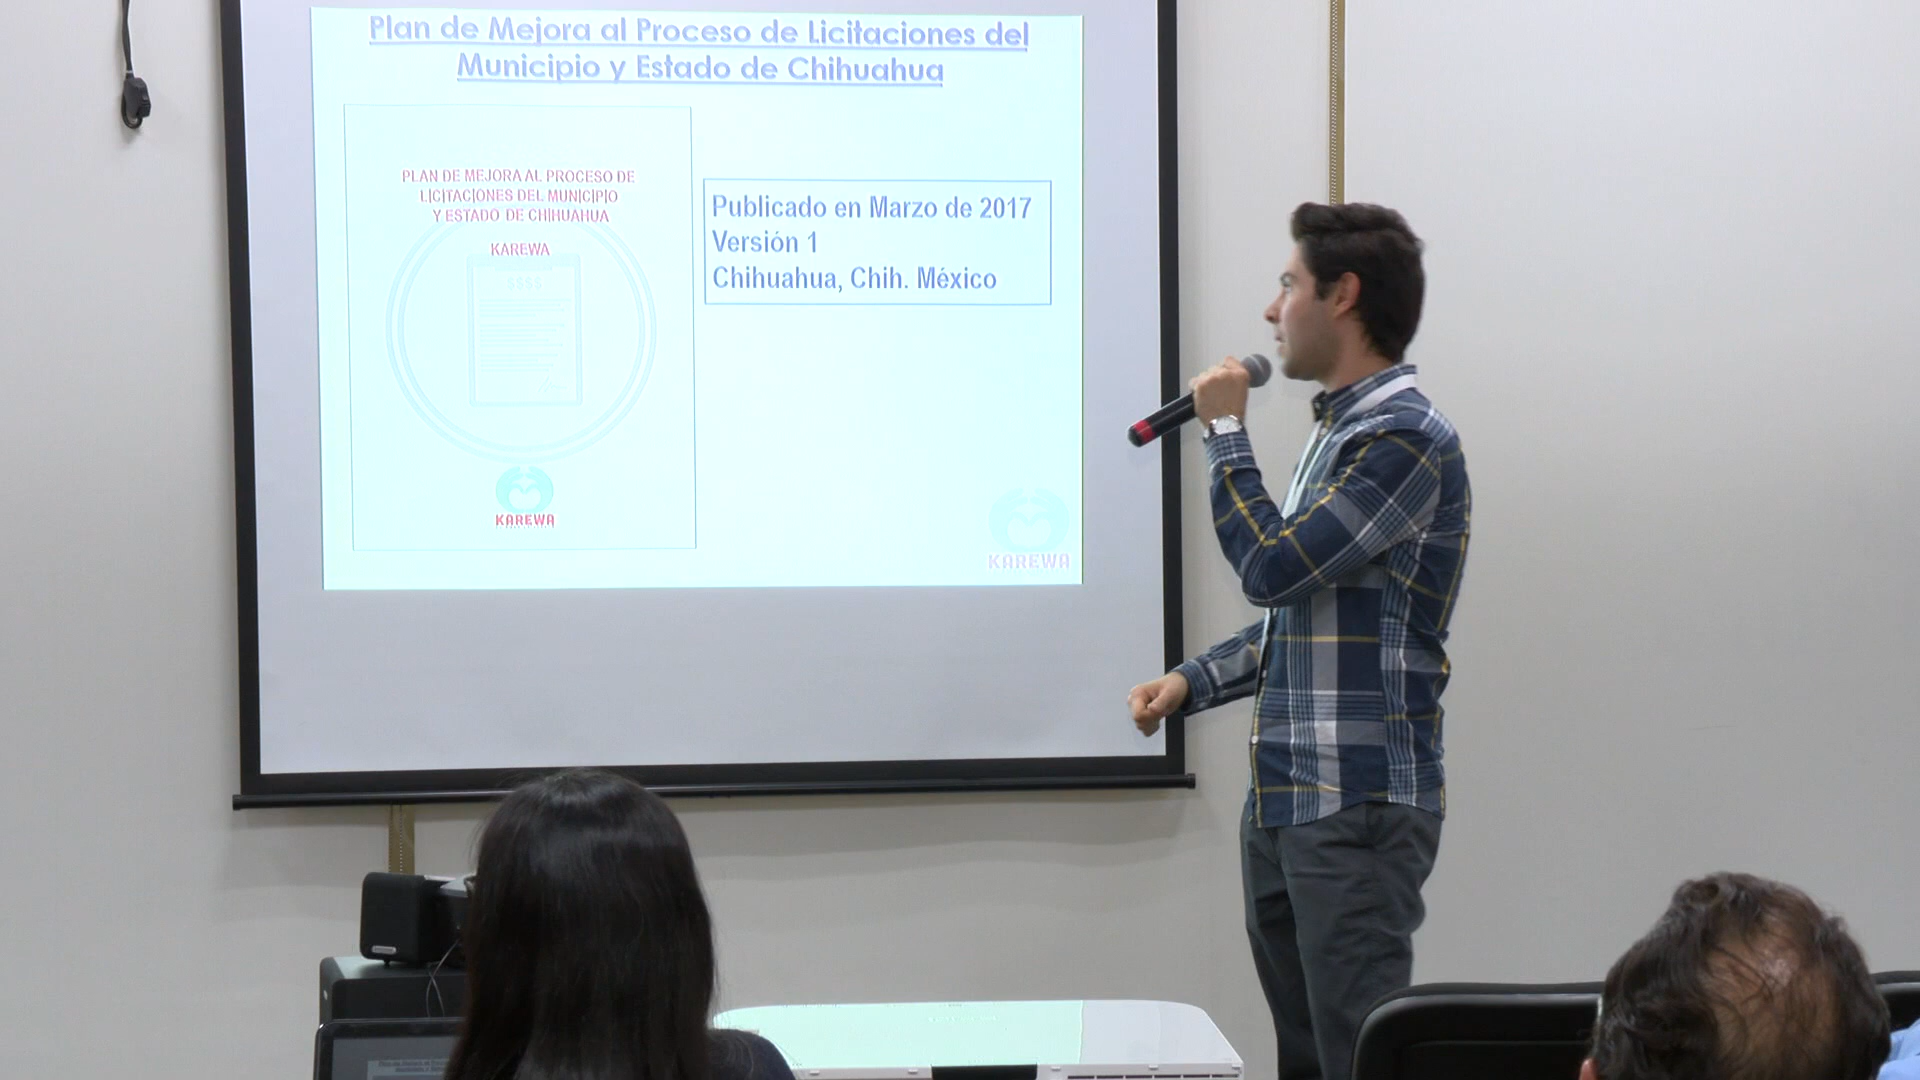 Plan de Mejora al Proceso de Licitaciones del
Municipio y Estado de Chihuahua
PLAN DE MEJORA AL PROCESO DE
LICITACIONES DEL MUNICIPIO
Y ESTADO DE CHIHUAHUA
KAREWA
$$$$
KAREWA
Publicado en Marzo de 2017
Versión 1
Chihuahua, Chih. México
KAREWA